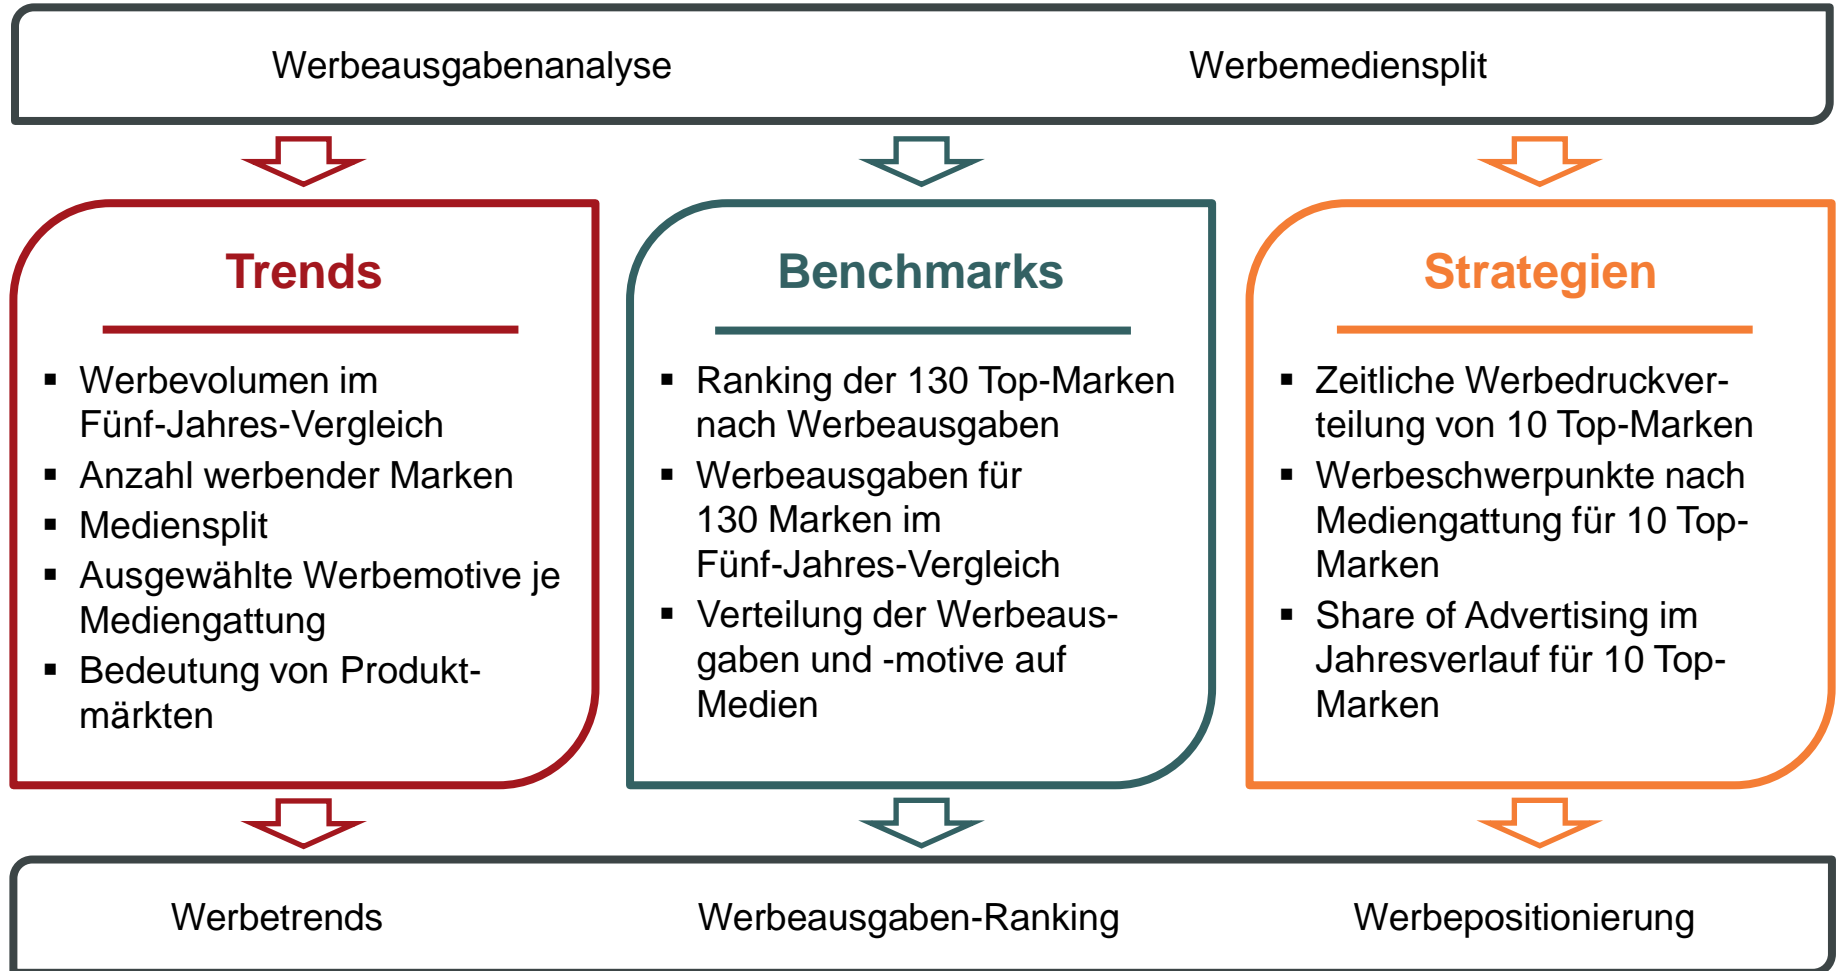 Werbeausgabenanalyse
Werbemediensplit
Trends
▪ Werbevolumen im
Fünf-Jahres-Vergleich
▪ Anzahl werbender Marken
▪ Mediensplit
▪ Ausgewählte Werbemotive je
Mediengattung
▪ Bedeutung von Produkt-
märkten
Benchmarks
▪ Ranking der 130 Top-Marken
nach Werbeausgaben
▪ Werbeausgaben für
130 Marken im
Fünf-Jahres-Vergleich
▪ Verteilung der Werbeaus-
gaben und -motive auf
Medien
Strategien
▪ Zeitliche Werbedruckver-
teilung von 10 Top-Marken
▪ Werbeschwerpunkte nach
Mediengattung für 10 Top-
Marken
▪ Share of Advertising im
Jahresverlauf für 10 Top-
Marken
Werbetrends
Werbeausgaben-Ranking
Werbepositionierung